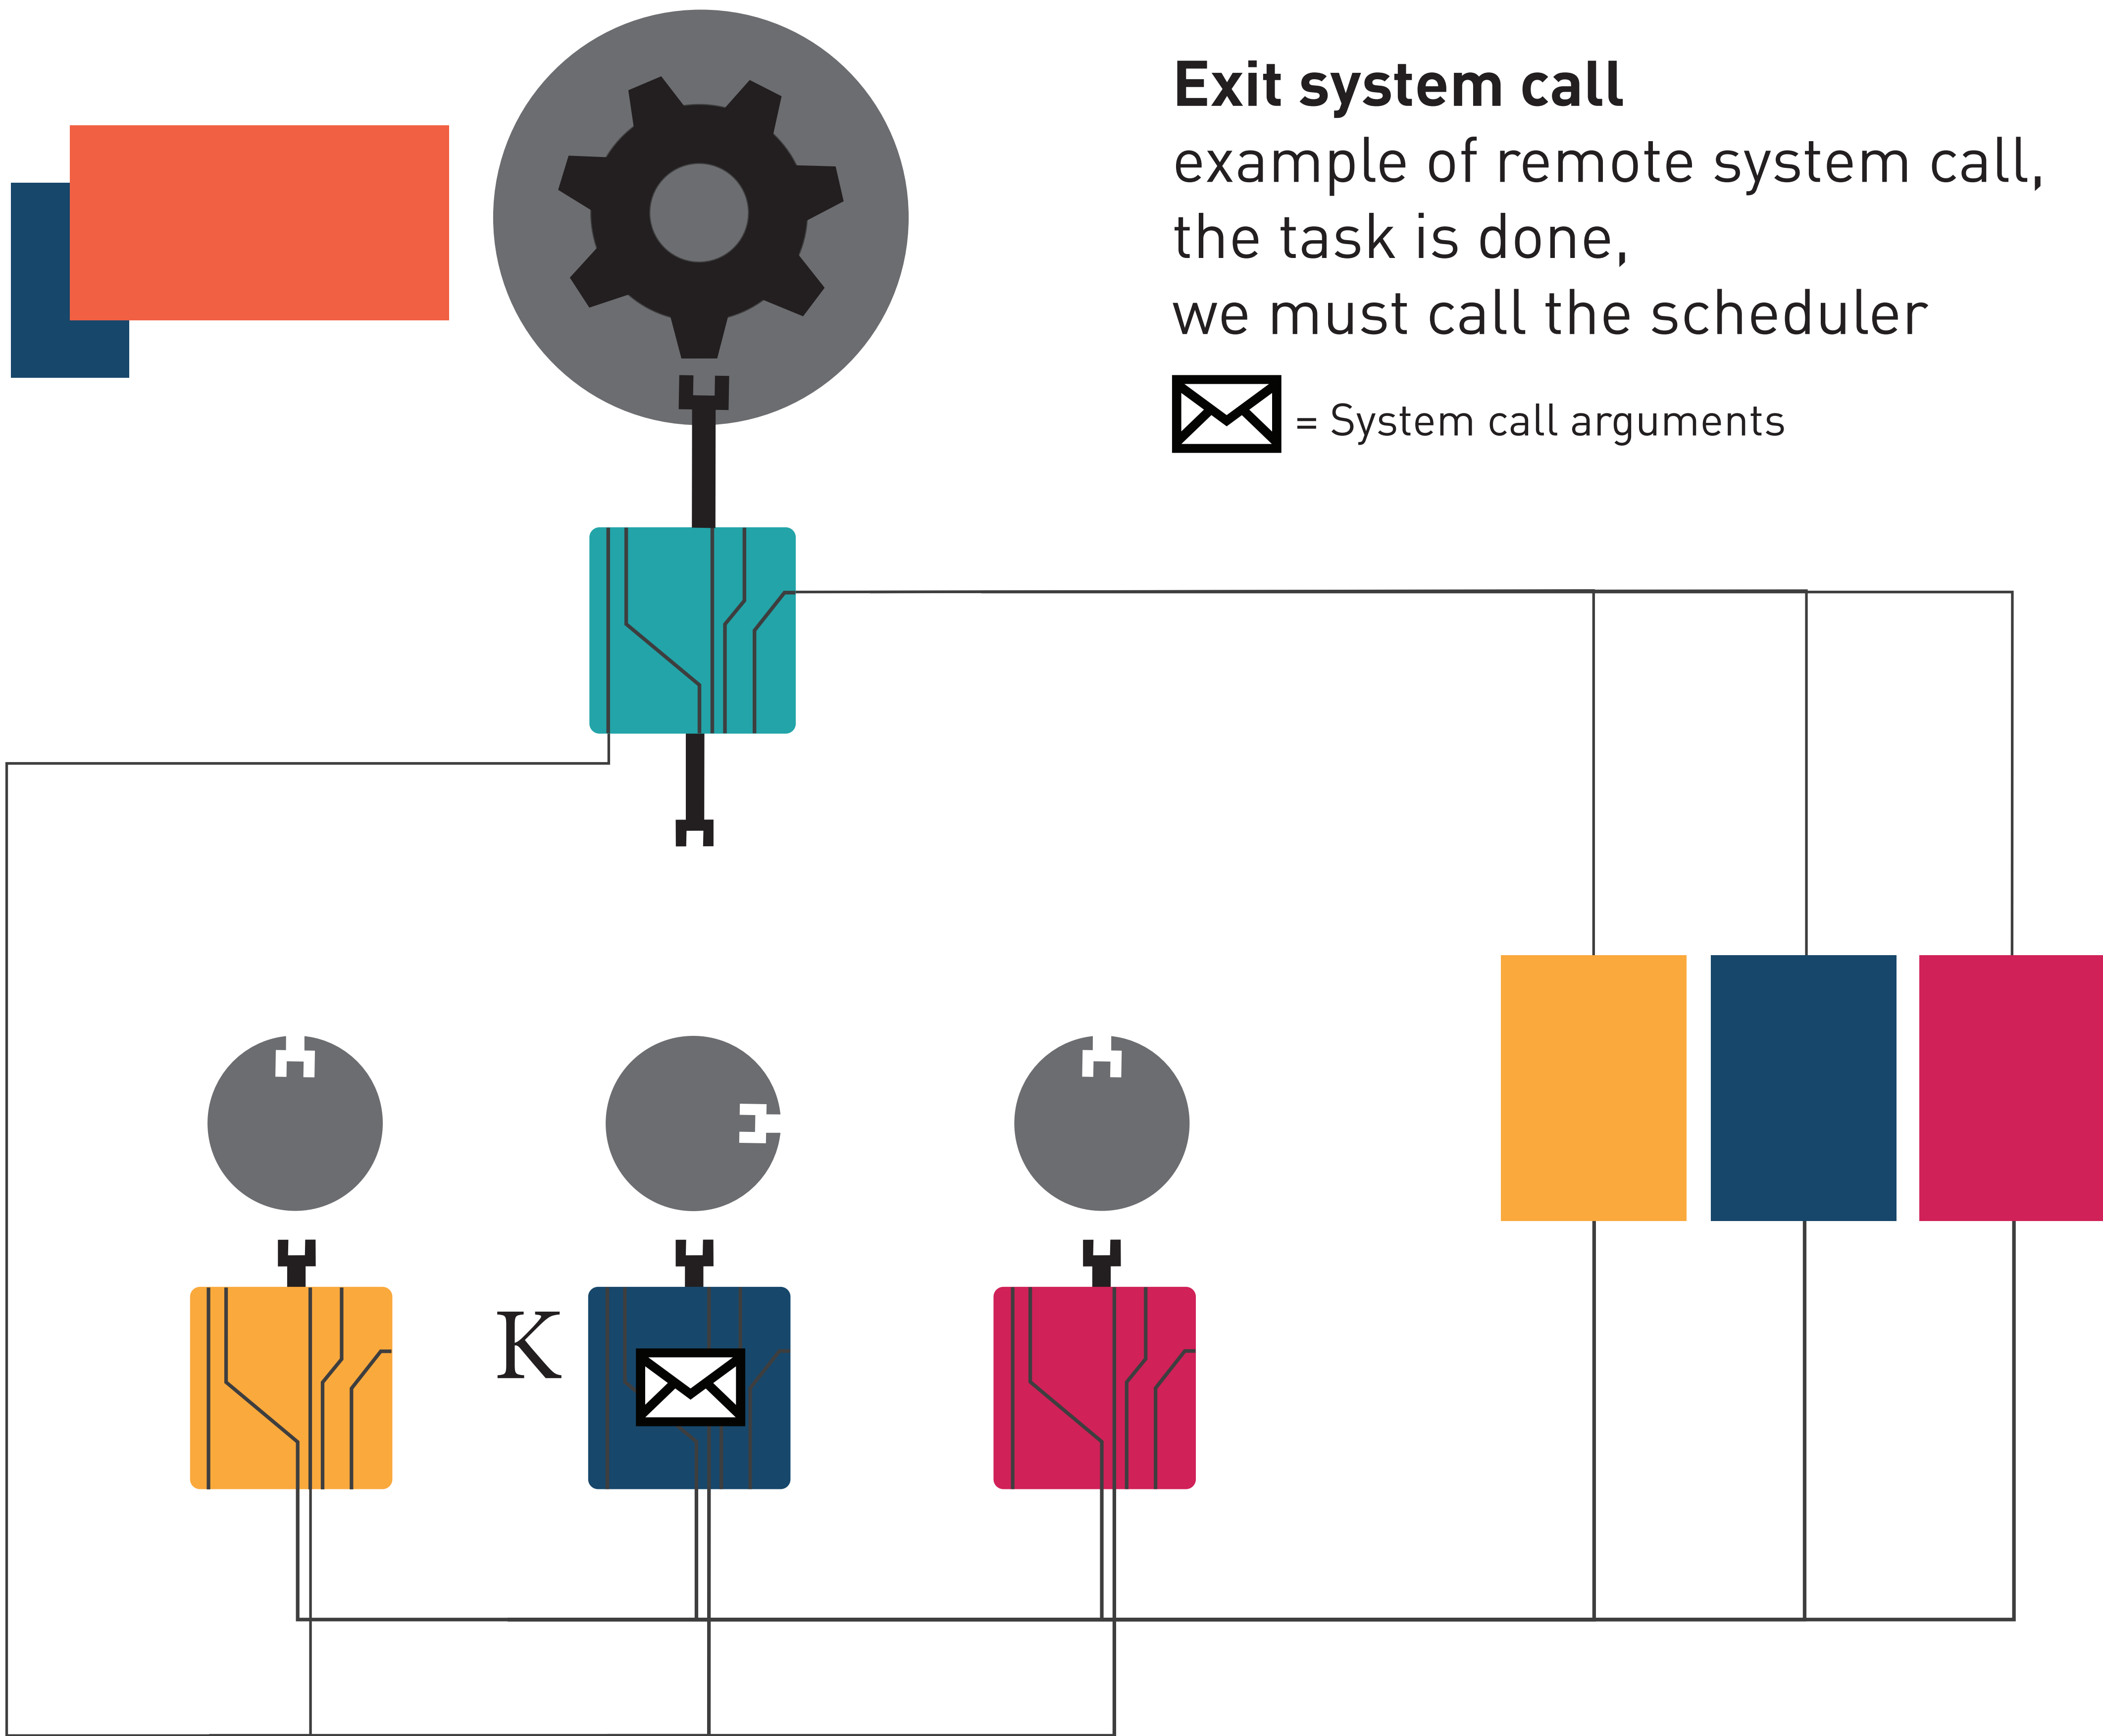 Exit system call
example of remote system call,
the task is done,
we must call the scheduler
= System call arguments
K